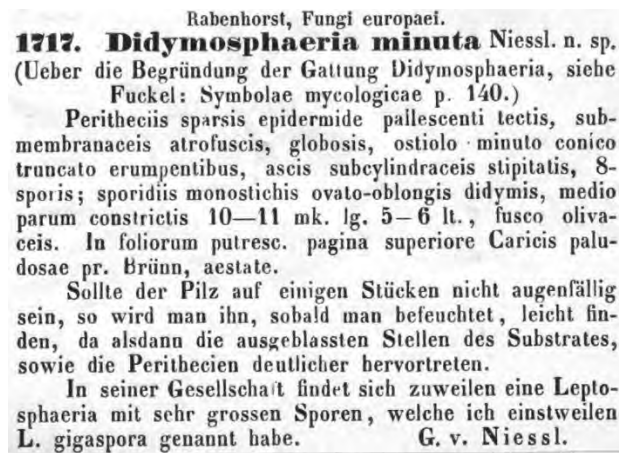 Rabenhorst, Fungi europaei.
1717. Didymosphaeria minuta Niessl. n. sp.
(Ueber die Begründung der Gattung Didymosphaeria, siehe
Fuckel: Symbolae mycologicae p. 140.)
Peritheciis sparsis epidermide pallescenti tectis, sub-
membranaceis atrofuscis, globosis, ostiolo minuto conico
truncato erumpentibus, ascis subcylindraceis stipitatis, 8-
sporis; sporidiis monostichis ovato-oblongis didymis, medio
parum constrictis 10—11 mk. lg. 5—6 lt., fusco oliva-
ceis. In foliorum putresc. pagina superiore Caricis palu-
dosae pr. Brünn, aestate.
Sollte der Pilz auf einigen Stücken nicht augenfällig
sein, so wird man ihn, sobald man befeuchtet, leicht fin-
den, da alsdann die ausgeblassten Stellen des Substrates,
sowie die Perithecien deutlicher hervortreten.
In seiner Gesellschaft findet sich zuweilen eine Lepto-
sphaeria mit sehr grossen Sporen, welche ich einstweilen
L. gigaspora genannt habe. G. v. Niessl.